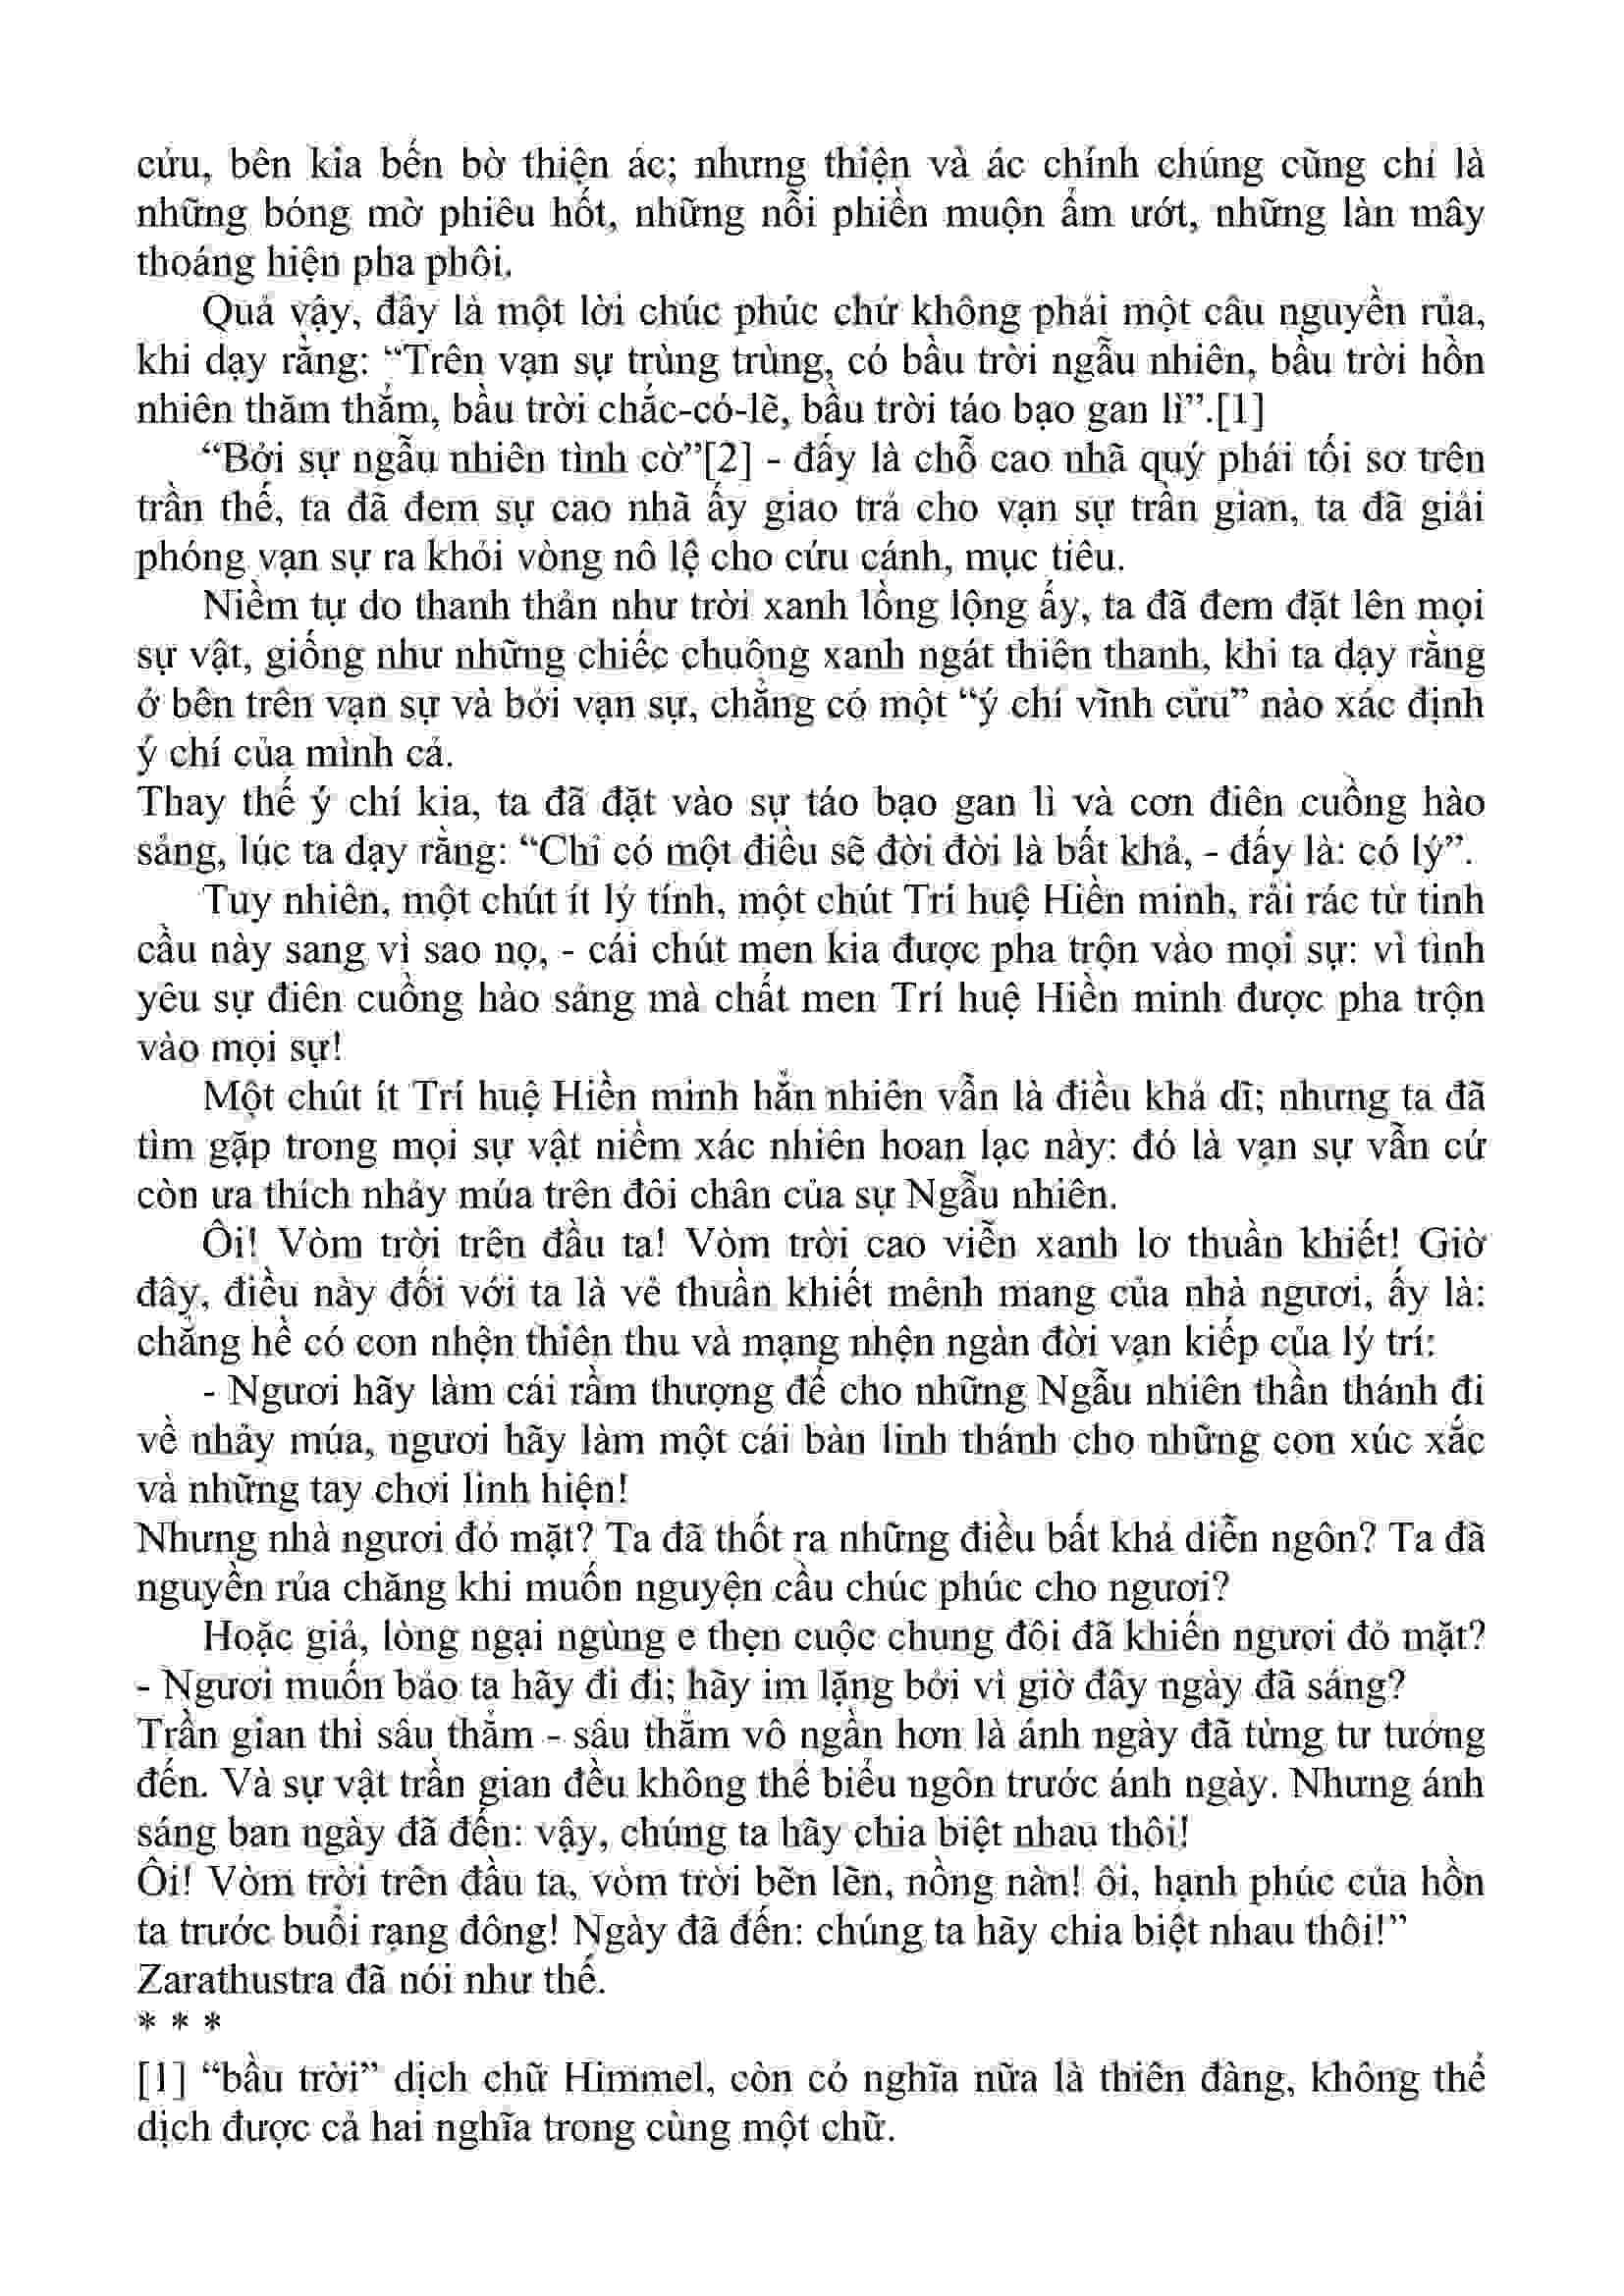 cửu, bên kia bến bờ thiện ác; nhưng thiện và ác chính chúng cũng chỉ là
những bóng mờ phiêu hốt, những nỗi phiền muộn ẩm ướt, những làn mây
thoáng hiện pha phôi.
Quả vậy, đây là một lời chúc phúc chứ không phải một câu nguyền rủa,
khi dạy rằng: “Trên vạn sự trùng trùng, có bầu trời ngẫu nhiên, bầu trời hồn
nhiên thăm thẳm, bầu trời chắc-có-lẽ, bầu trời táo bạo gan lì”.[1]
“Bởi sự ngẫu nhiên tình cờ”[2] - đấy là chỗ cao nhã quý phái tối sơ trên
trần thế, ta đã đem sự cao nhã ấy giao trả cho vạn sự trần gian, ta đã giải
phóng vạn sự ra khỏi vòng nô lệ cho cứu cánh, mục tiêu.
Niềm tự do thanh thản như trời xanh lồng lộng ấy, ta đã đem đặt lên mọi
sự vật, giống như những chiếc chuông xanh ngát thiên thanh, khi ta dạy rằng
ở bên trên vạn sự và bởi vạn sự, chẳng có một “ý chí vĩnh cửu” nào xác định
ý chí của mình cả.
Thay thế ý chí kia, ta đã đặt vào sự táo bạo gan lì và cơn điên cuồng hào
sảng, lúc ta dạy rằng: “Chỉ có một điều sẽ đời đời là bất khả, - đấy là: có lý”.
Tuy nhiên, một chút ít lý tính, một chút Trí huệ Hiền minh, rải rác từ tinh
cầu này sang vì sao nọ, - cái chút men kia được pha trộn vào mọi sự: vì tình
yêu sự điên cuồng hào sảng mà chất men Trí huệ Hiền minh được pha trộn
vào mọi sự!
Một chút ít Trí huệ Hiền minh hẳn nhiên vẫn là điều khả dĩ; nhưng ta đã
tìm gặp trong mọi sự vật niềm xác nhiên hoan lạc này: đó là vạn sự vẫn cứ
còn ưa thích nhảy múa trên đôi chân của sự Ngẫu nhiên.
Ôi! Vòm trời trên đầu ta! Vòm trời cao viễn xanh lơ thuần khiết! Giờ
đây, điều này đối với ta là vẻ thuần khiết mênh mang của nhà ngươi, ấy là:
chẳng hề có con nhện thiên thu và mạng nhện ngàn đời vạn kiếp của lý trí:
- Ngươi hãy làm cái rầm thượng để cho những Ngẫu nhiên thần thánh đi
về nhảy múa, ngươi hãy làm một cái bàn linh thánh cho những con xúc xắc
và những tay chơi linh hiện!
Nhưng nhà ngươi đỏ mặt? Ta đã thốt ra những điều bất khả diễn ngôn? Ta đã
nguyền rủa chăng khi muốn nguyện cầu chúc phúc cho ngươi?
Hoặc giả, lòng ngại ngùng e thẹn cuộc chung đôi đã khiến ngươi đỏ mặt?
- Ngươi muốn bảo ta hãy đi đi; hãy im lặng bởi vì giờ đây ngày đã sáng?
Trần gian thì sâu thẳm - sâu thẳm vô ngần hơn là ánh ngày đã từng tư tưởng
đến. Và sự vật trần gian đều không thể biểu ngôn trước ánh ngày. Nhưng ánh
sáng ban ngày đã đến: vậy, chúng ta hãy chia biệt nhau thôi!
Ôi! Vòm trời trên đầu ta, vòm trời bẽn lẽn, nồng nàn! ôi, hạnh phúc của hồn
ta trước buổi rạng đông! Ngày đã đến: chúng ta hãy chia biệt nhau thôi!”
Zarathustra đã nói như thế.
* * *
[1] “bầu trời” dịch chữ Himmel, còn có nghĩa nữa là thiên đàng, không thể
dịch được cả hai nghĩa trong cùng một chữ.